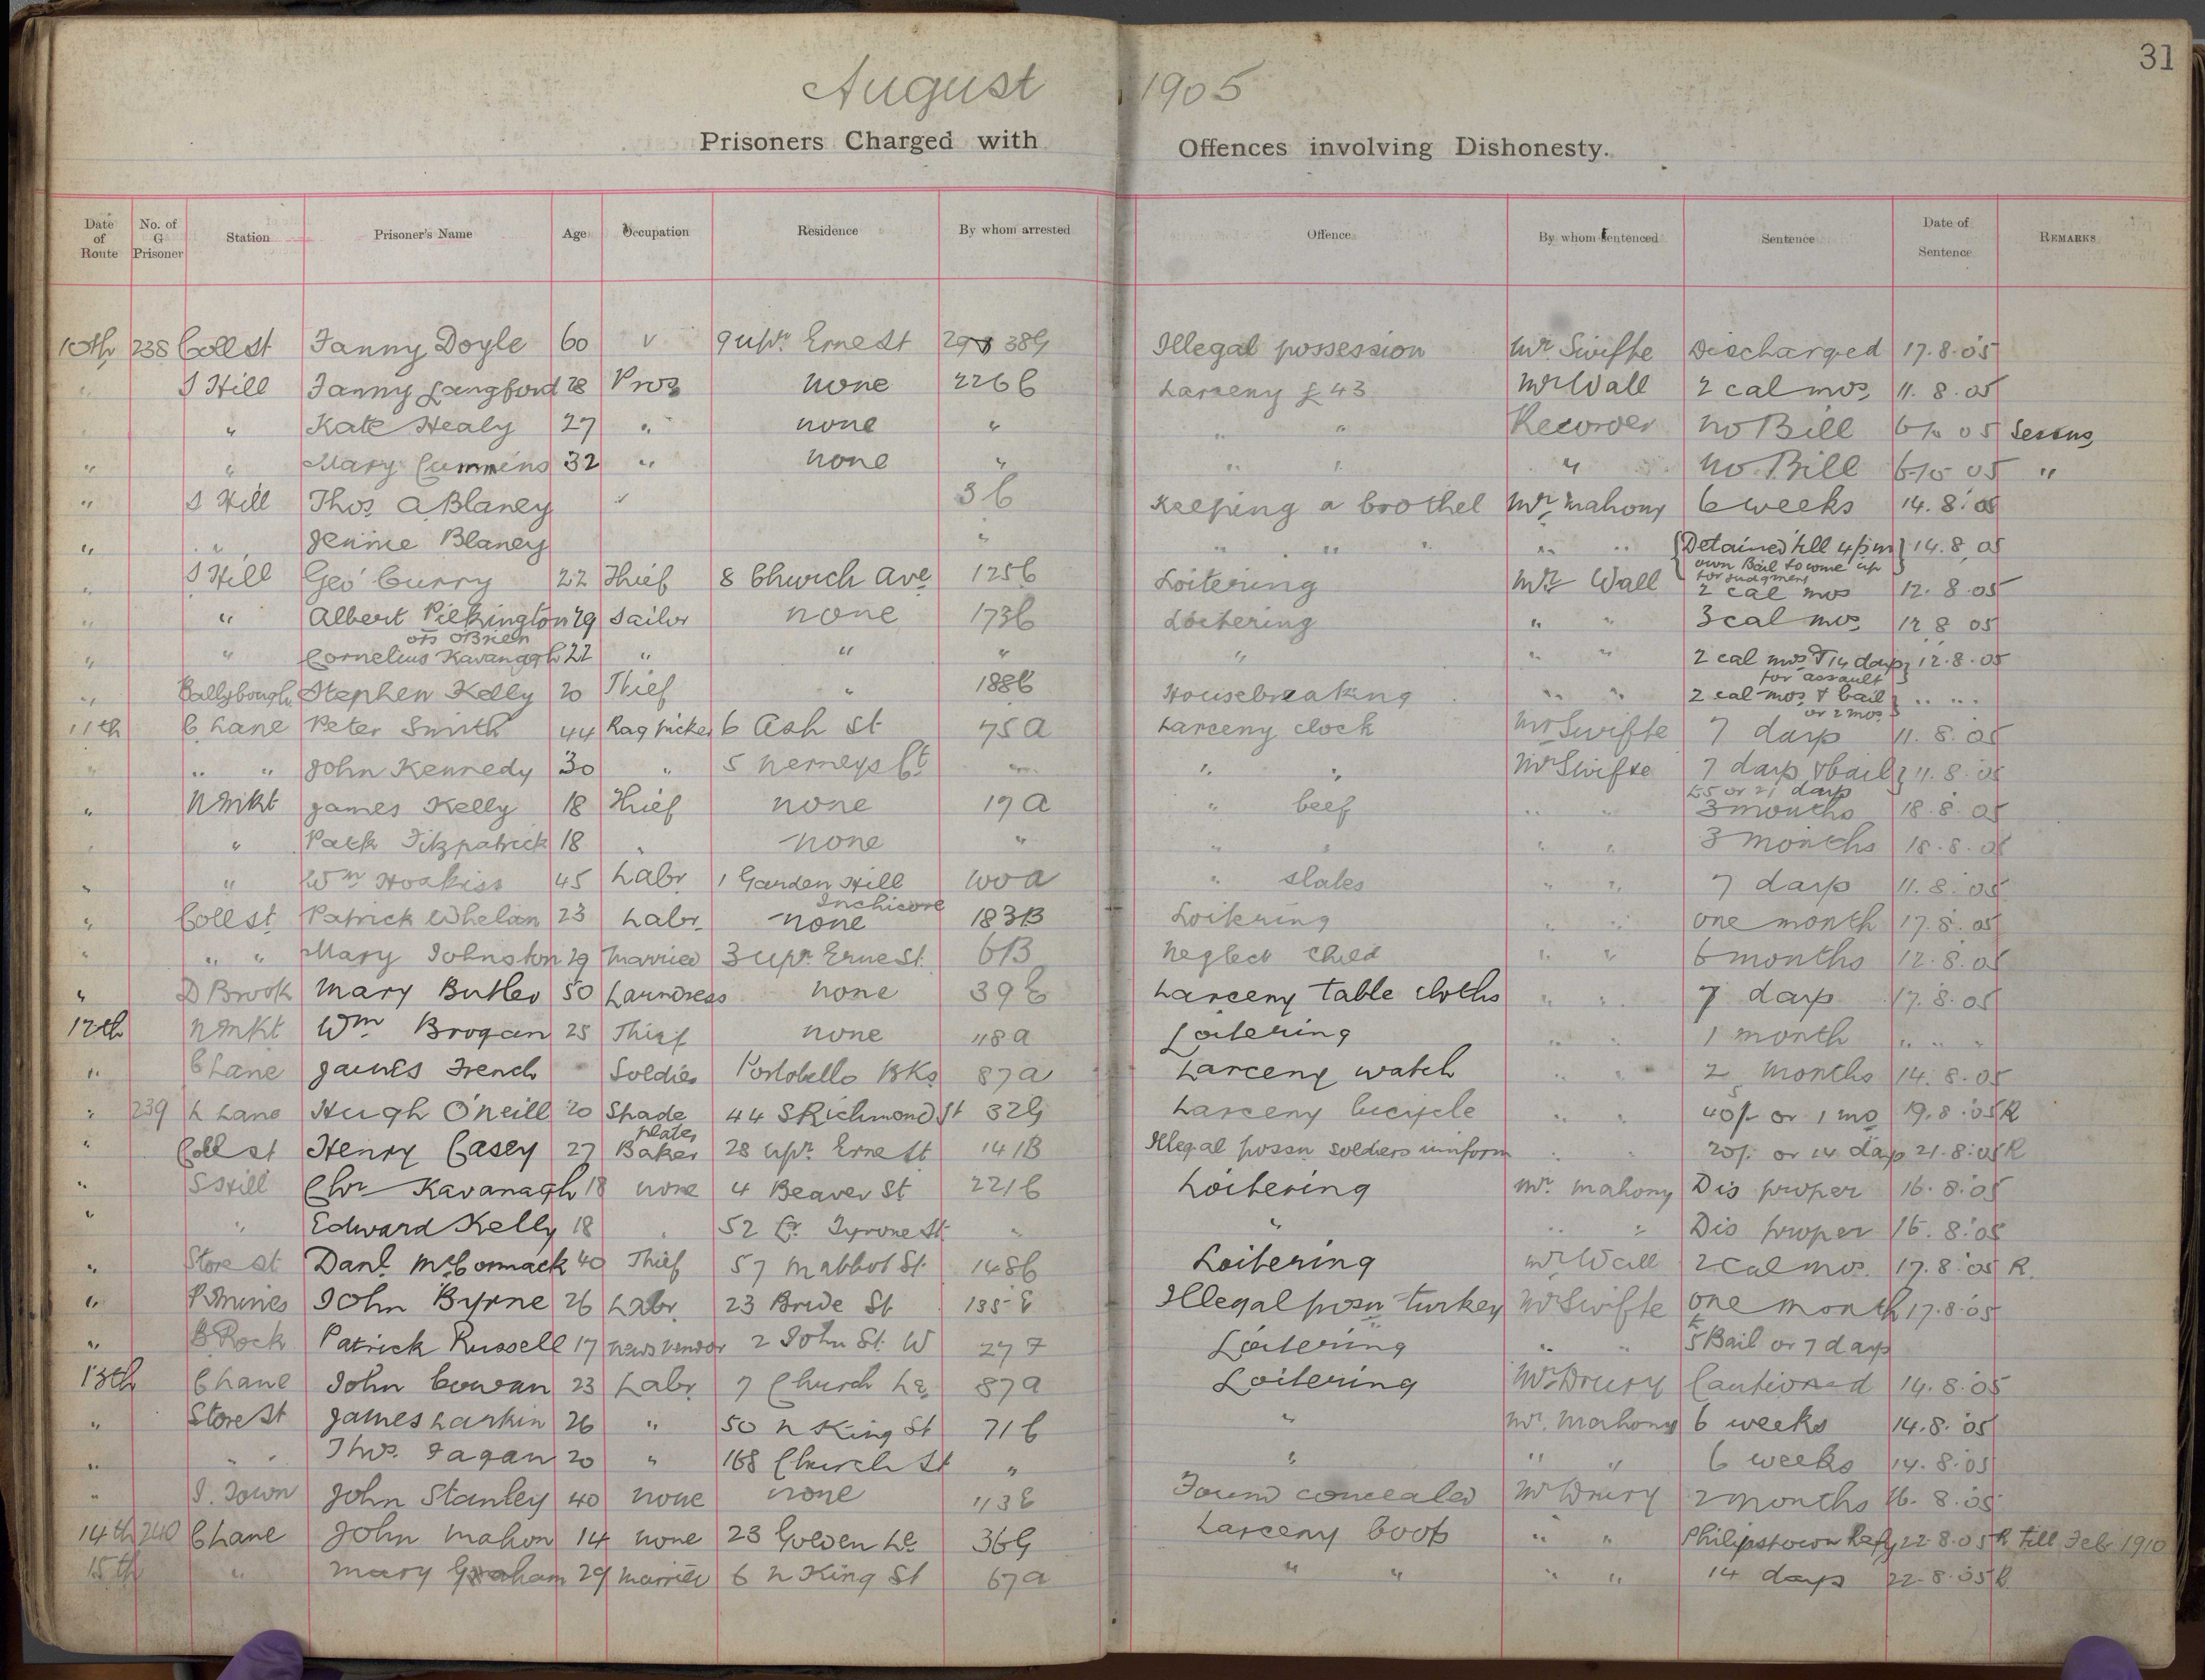 31
August 1905
Prisoners Charged with Offences involving Dishonesty.
Date of Route No. of G Prisoner Station Prisoner's Name Age Occupation Residence By whom arrested Offence By whom sentenced Sentence Date of Sentence REMARKS
10th 238 Coll St Fanny Doyle 60 v 9 upr. Erne St 38G Illegal possession Mr Swifte Discharged 17.8.05
" S Hill Fanny Langford 28 Pros none 226C Larceny £43 Mr Wall 2 cal mos 11.8.05
" " Kate Healy 27 " none " " " Recorder No Bill 05 Sessns
" " Mary Cummins 32 " none " " " " No Bill 05 "
" S Hill Thos A Blaney " 3C Keeping a brothel Mr Mahony 6 weeks 14.8.05
" " Jennie Blaney " " " " " " {Detained till 4 pm} 14.8.05
own Bail to come up
for Judgment
" S Hill Geo Curry 22 Thief 8 Church Ave 125C Loitering Mr Wall 2 cal mos 12.8.05
" " Albert Pilkington 29 Sailor none 173C Loitering " " 3 cal mos 12 8 05
ors O'Brien
" " Cornelius Kavanagh 22 " " " " " " 2 cal mos & 14 days} 12.8.05
for assault
" Ballybough Stephen Kelly 20 Thief " 188C Housebreaking " " 2 cal mos & bail} " "
or 2 mos
11th C Lane Peter Smith 44 Rag picker 6 Ash St 75A Larceny clock Mr Swifte 7 days 11.8.05
" " " John Kennedy 30 " 5 Nerneys Ct " " " Mr Swifte 7 days & bail} 11.8.05
£5 or 21 days
" N Mkt James Kelly 18 Thief none 19A " beef " " 3 months 18.8.05
" " Patk Fitzpatrick 18 " none " " " " " 3 months 18.8.05
" " Wm Hoskiss 45 Labr 1 Garden Hill 100A " slates " " 7 days 11.8.05
Inchicore
" Coll St Patrick Whelan 23 Labr. none 183B Loitering " " one month 17.8.05
" " " Mary Johnston 29 Married 3 upr. Erne St. 6B Neglect child " " 6 months 12.8.05
" D Brook Mary Butler 50 Laundress none 39E Larceny table cloths " " 7 days 17.8.05
12th N Mkt Wm Brogan 25 Thief none 118A Loitering " " 1 month " " "
" C Lane James French " Soldier Portobello Bks 87A Larceny watch " " 2 months 14.8.05
" 239 L Lane Hugh O'Neill 20 Spade 44 S Richmond St 32G Larceny bicycle " " 40/- or 1 mo 19.8.05 R
plater
" Coll St Henry Casey 27 Baker 28 upr. Erne St 141B Illegal possn soldiers uniform " " 20/- or 14 days 21.8.05 R
" S Hill Chr Kavanagh 18 none 4 Beaver St 221C Loitering Mr. Mahony Dis proper 16.8.05
" " Edward Kelly 18 " 52 Lr. Tyrone St. " " " " Dis proper 16.8.05
" Store St Danl. McCormack 40 Thief 57 Mabbot St. 148C Loitering Mr Wall 2 cal mos. 17.8.05 R.
" R Mines John Byrne 26 Labr. 23 Bride St 135E Illegal possn turkey Mr Swifte one month 17.8.05
" B Rock Patrick Russell 17 News vendor 2 John St. W 27F Loitering " " £5 Bail or 7 days
13th C Lane John Cowan 23 Labr. 7 Church La. 87A Loitering Mr Drury Cautioned 14.8.05
" Store St James Larkin 26 " 50 N King St 71C " Mr. Mahony 6 weeks 14.8.05
" " " Thos. Fagan 20 " 168 Church St " " " " 6 weeks 14.8.05
" John Stanley 40 none none 113E Found concealed Mr Drury 2 months 16.8.05
14th 240 C Lane John Mahon 14 none 23 Golden La. 36G Larceny boots " " Philipstown Refy 22.8.05 R till Feb 1910
15th " Mary Graham 29 Married 6 N King St 67A " " " " 14 days 22.8.05 R